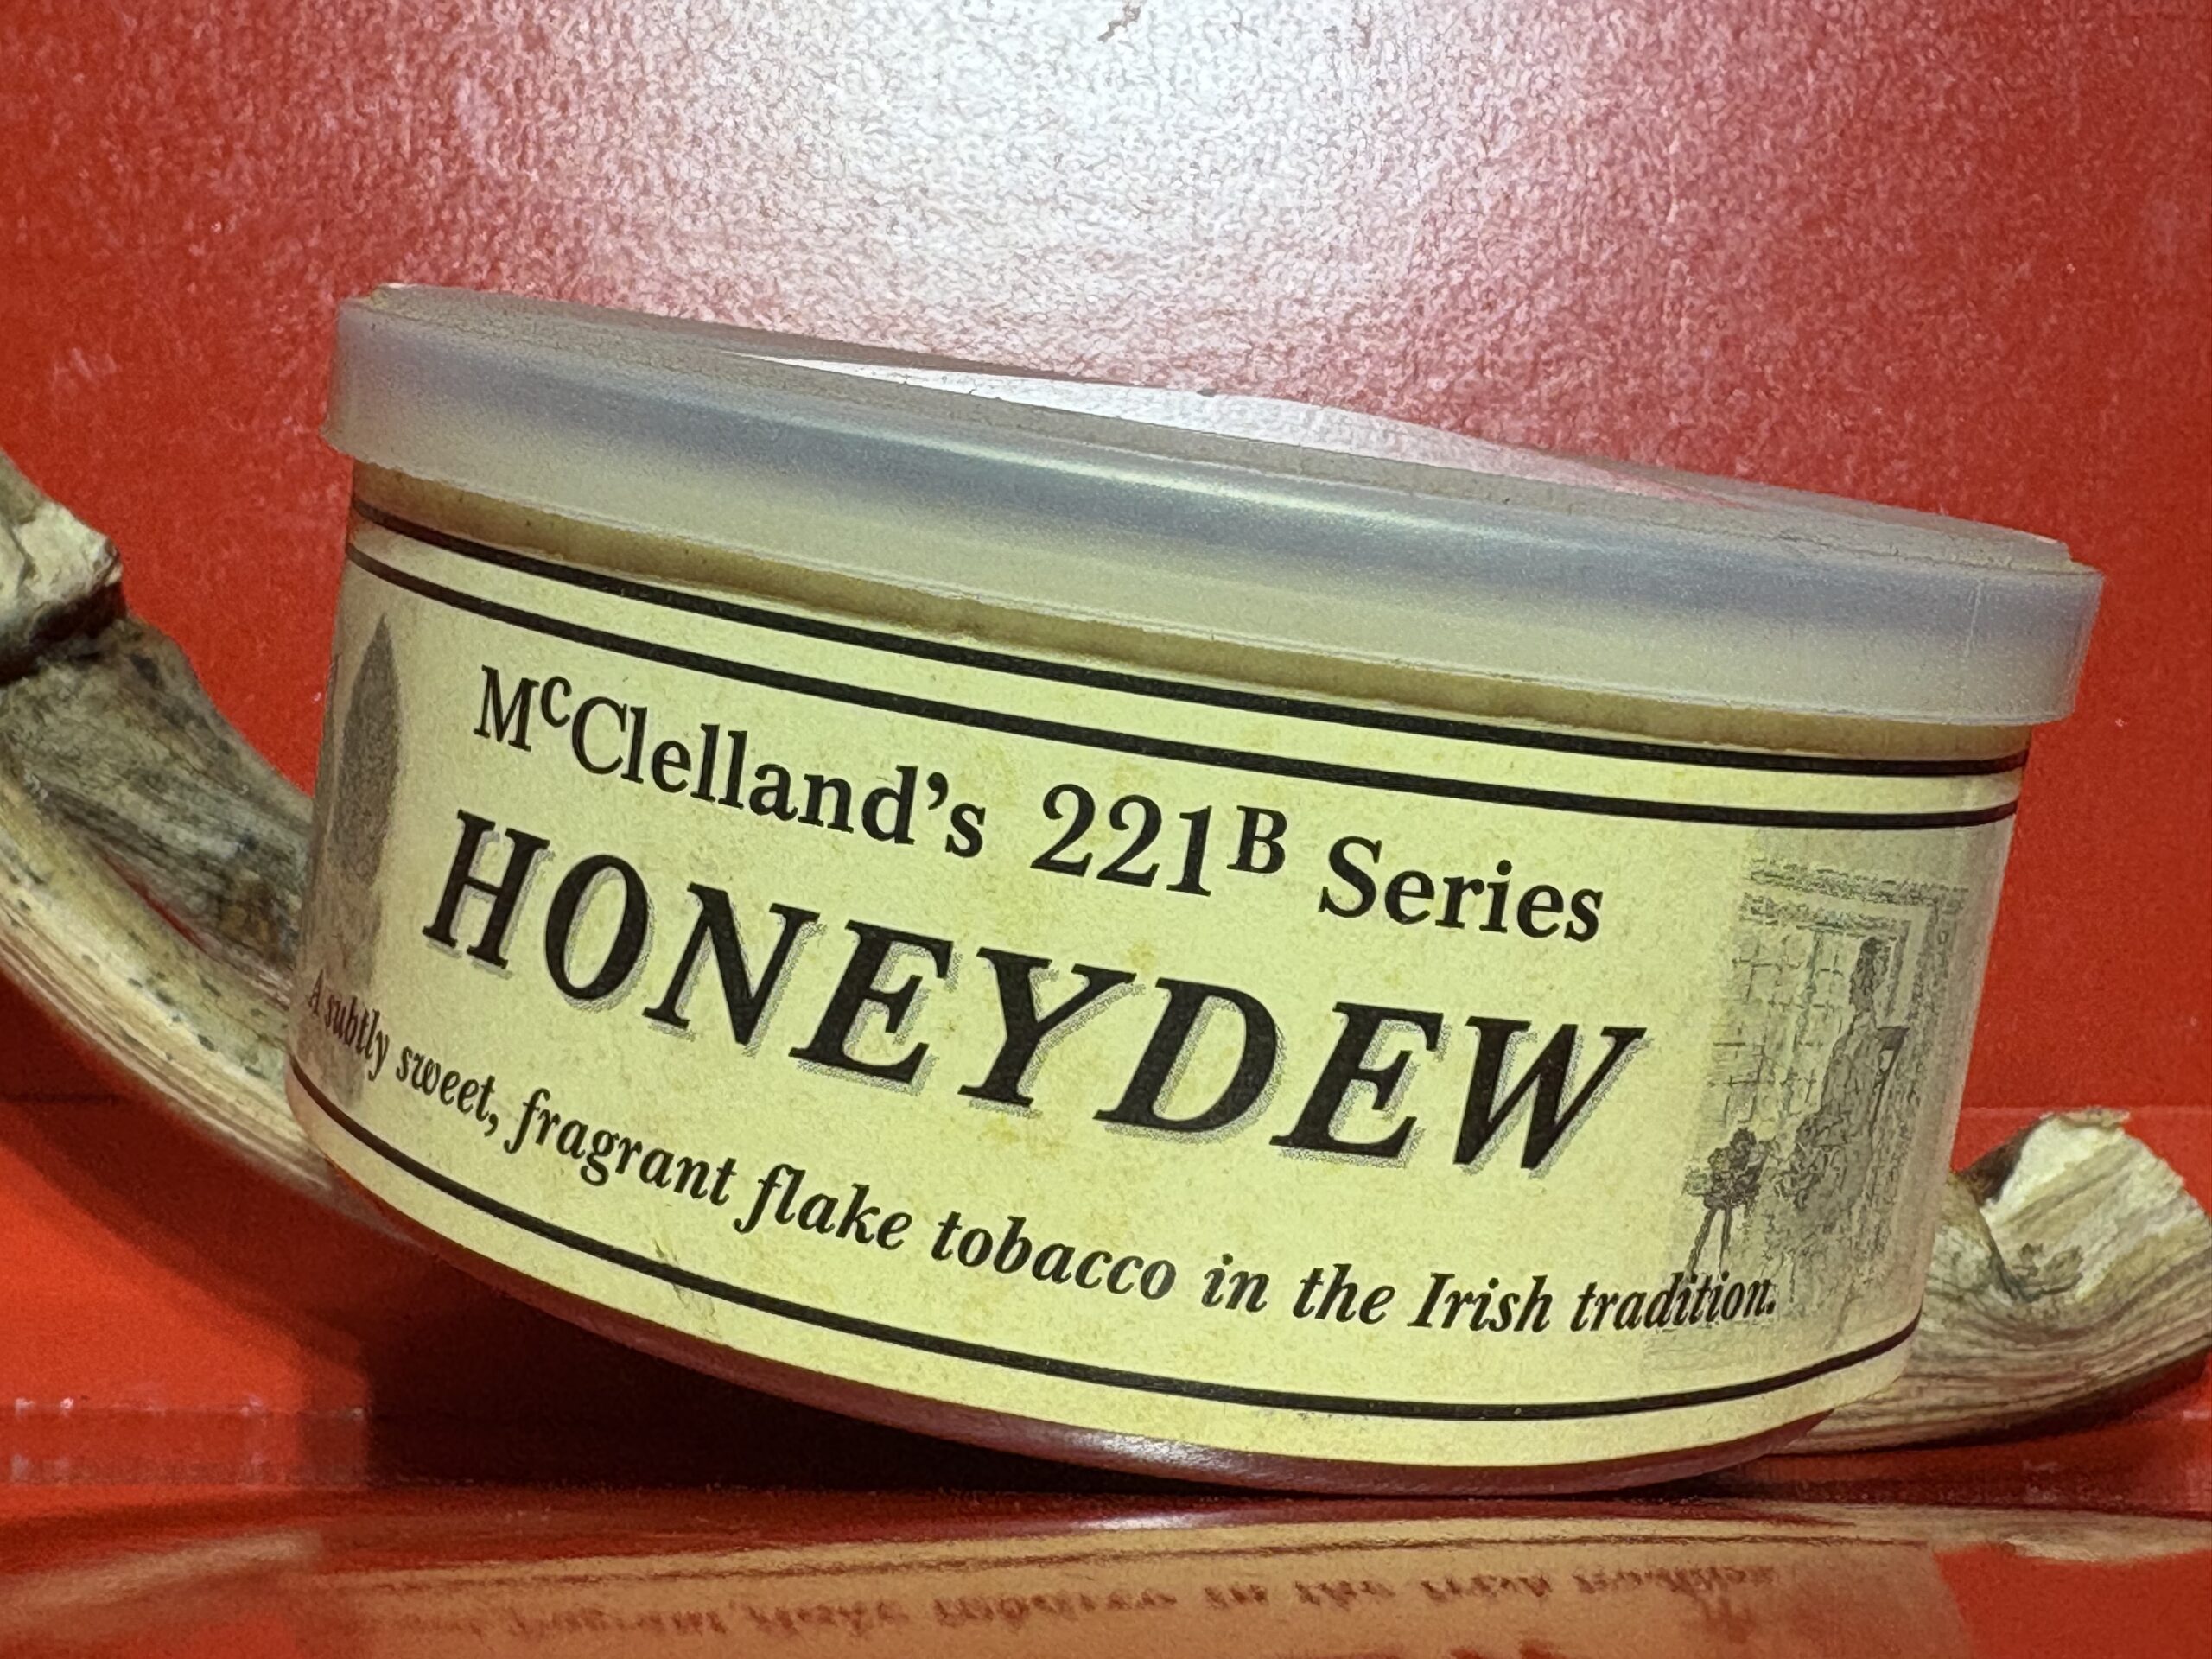 McClelland's 221B Series
HONEYDEW
A subtly sweet, fragrant flake tobacco in the Irish tradition.